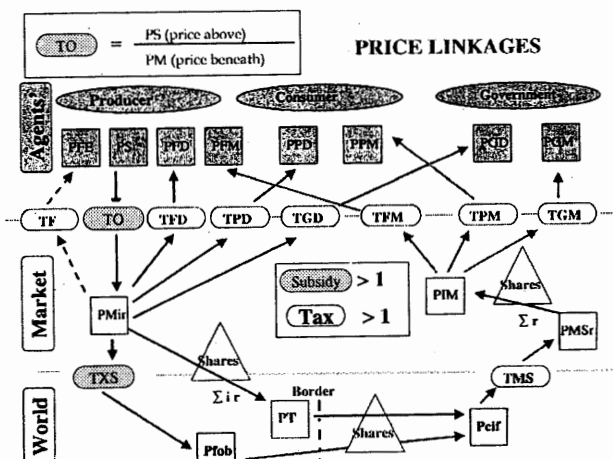 TO = PS (price above)
PM (price beneath)
PRICE LINKAGES
Agents'
Producer
Consumer
Government
PFE
PS
PFD
PFM
PPD
PPM
PGD
PGM
TF
TO
TFD
TPD
TGD
TFM
TPM
TGM
Market
Subsidy > 1
Tax > 1
PMir
PIM
Shares
Σ r
PMSr
Shares
TXS
TMS
World
Σ i r
Border
PT
Shares
Pcif
Pfob